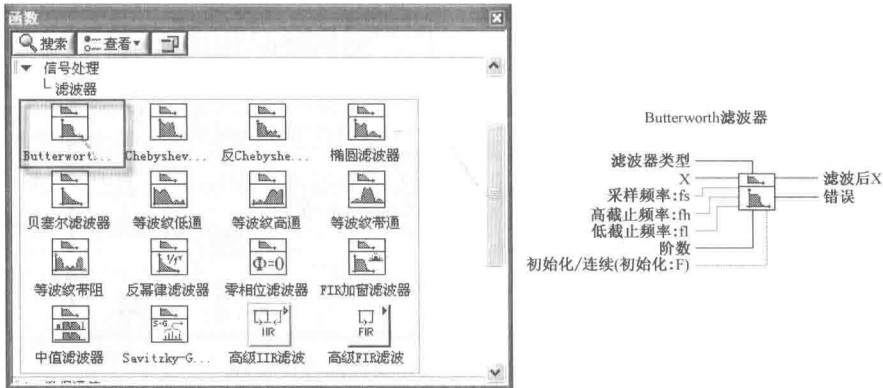 函数
搜索 查看
信号处理
滤波器
Butterwort... Chebyshev... 反Chebyshe... 椭圆滤波器
贝塞尔滤波器 等波纹低通 等波纹高通 等波纹带通
等波纹带阻 反幂律滤波器 零相位滤波器 FIR加窗滤波器
中值滤波器 Savitzky-G... 高级IIR滤波 高级FIR滤波
1/fγ
Φ=0
S-G
IIR
FIR
Butterworth滤波器
滤波器类型
X
采样频率:fs
高截止频率:fh
低截止频率:fl
阶数
初始化/连续(初始化:F)
滤波后X
错误